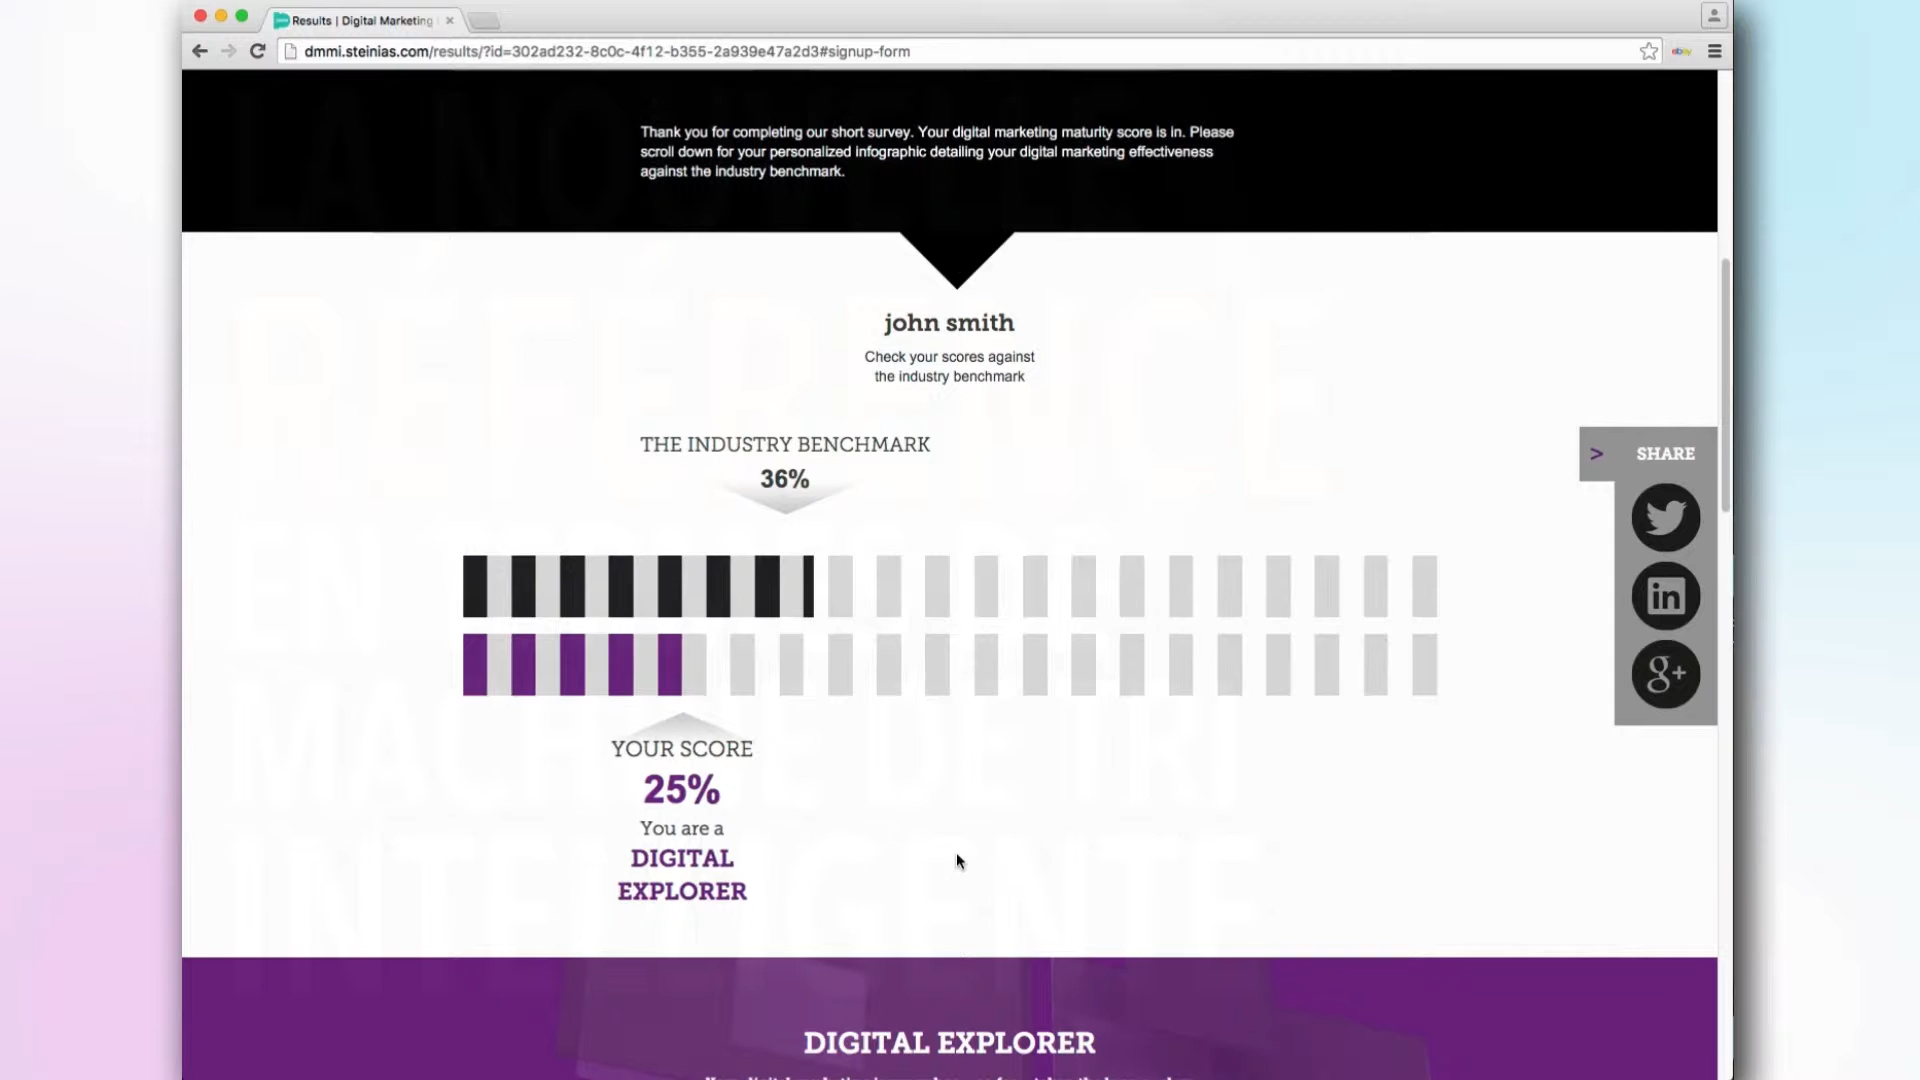 Results | Digital Marketing
dmmi.steinias.com/results/?id=302ad232-8c0c-4f12-b355-2a939e47a2d3#signup-form
ebay
Thank you for completing our short survey. Your digital marketing maturity score is in. Please
scroll down for your personalized infographic detailing your digital marketing effectiveness
against the industry benchmark.
john smith
Check your scores against
the industry benchmark
THE INDUSTRY BENCHMARK
36%
> SHARE
in
g+
YOUR SCORE
25%
You are a
DIGITAL
EXPLORER
DIGITAL EXPLORER